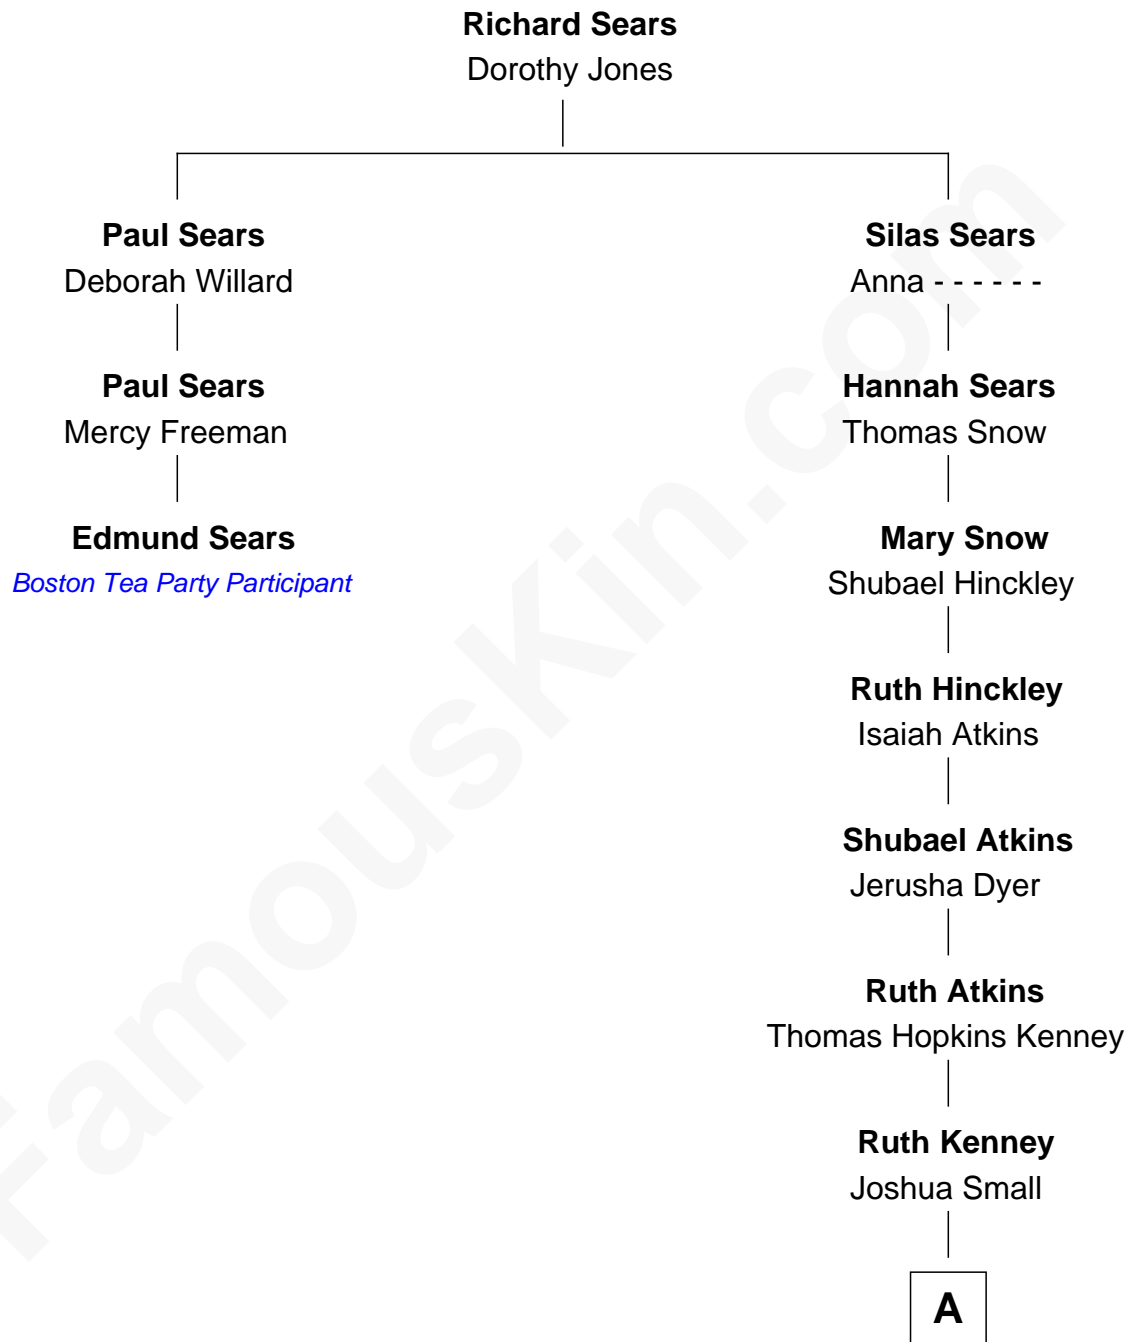 Richard Sears
Dorothy Jones
Paul Sears
Deborah Willard
Silas Sears
Anna - - - - - -
Paul Sears
Mercy Freeman
Hannah Sears
Thomas Snow
Edmund Sears
Boston Tea Party Participant
Mary Snow
Shubael Hinckley
Ruth Hinckley
Isaiah Atkins
Shubael Atkins
Jerusha Dyer
Ruth Atkins
Thomas Hopkins Kenney
Ruth Kenney
Joshua Small
A
FamousKin.com